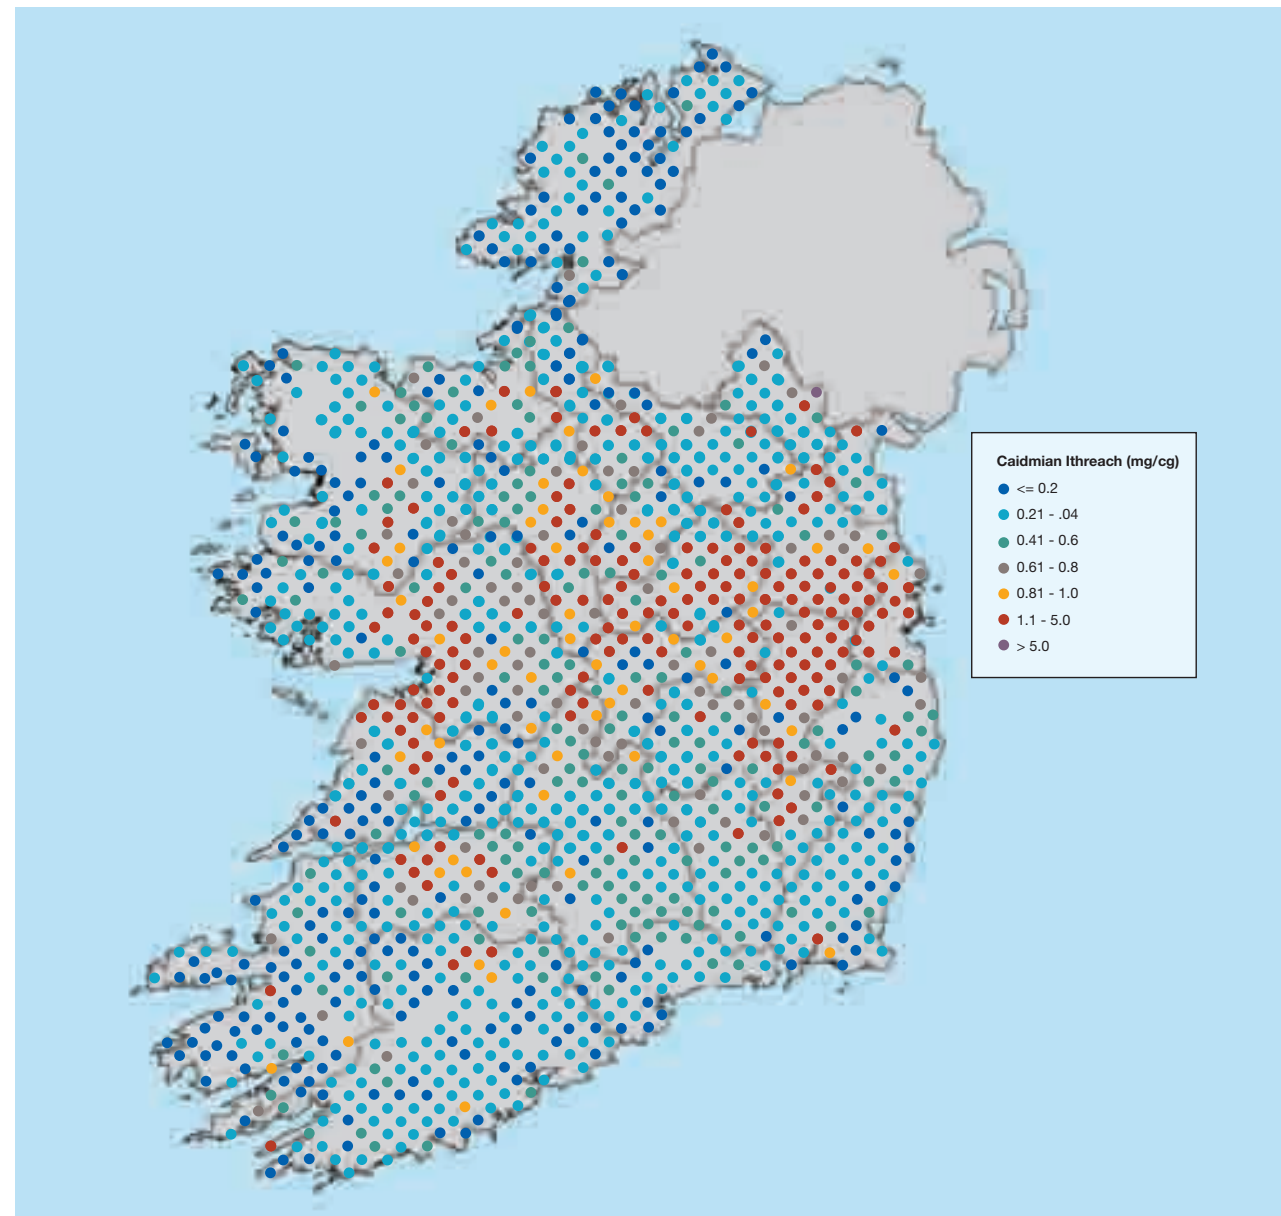 Caidmian Ithreach (mg/cg)
<= 0.2
0.21 - .04
0.41 - 0.6
0.61 - 0.8
0.81 - 1.0
1.1 - 5.0
> 5.0